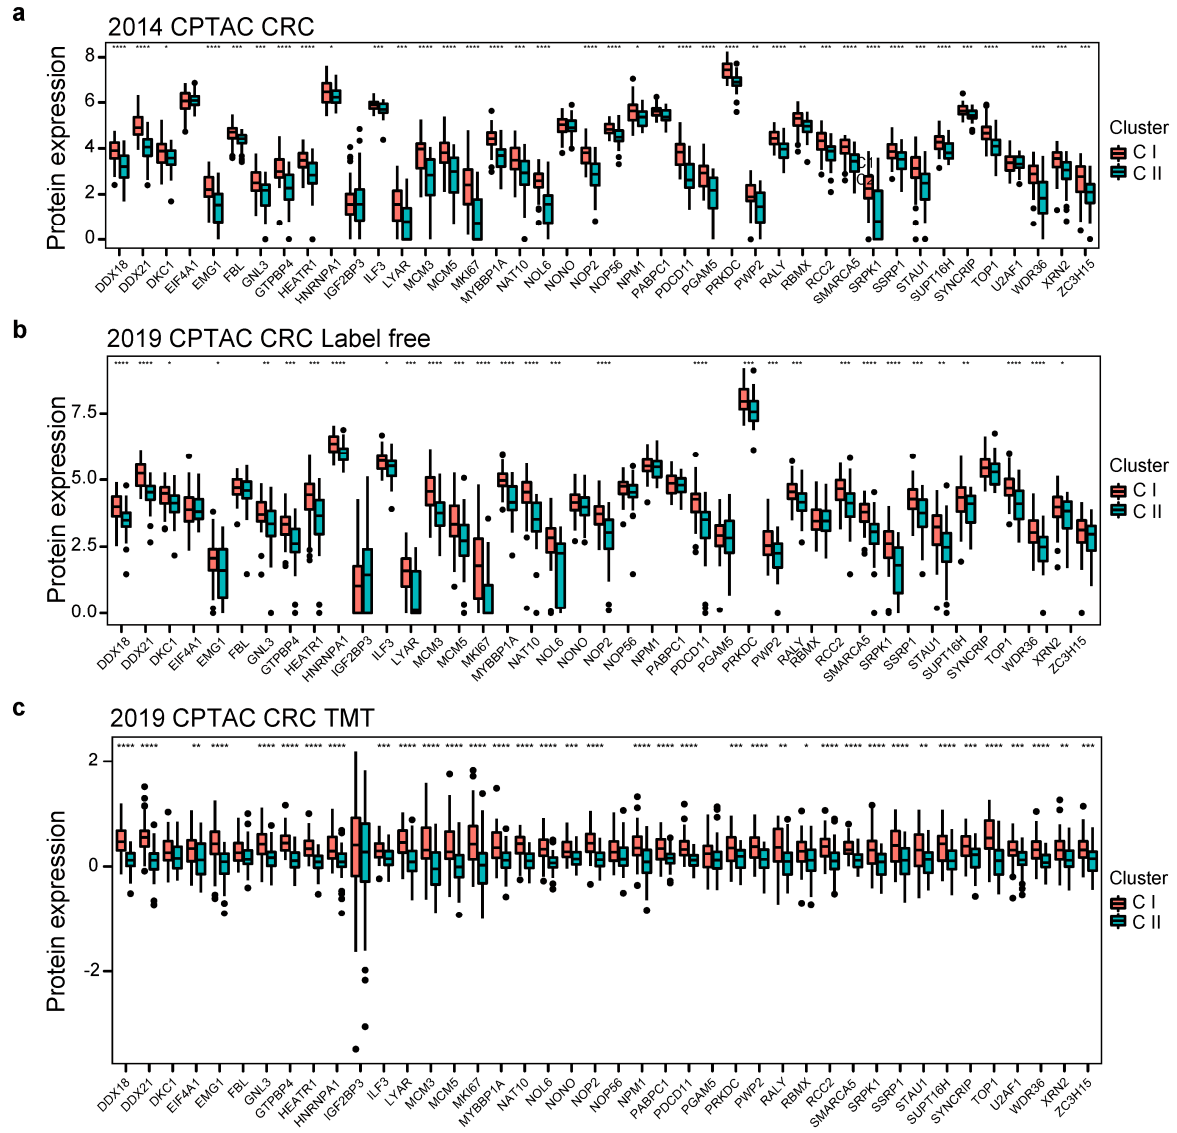 a
2014 CPTAC CRC
**** **** * **** *** *** **** **** * *** *** **** **** **** **** *** **** **** **** * ** **** **** **** ** **** ** *** **** **** **** *** **** *** **** **** *** ***
Protein expression
8
6
4
2
0
DDX18 DDX21 DKC1 EIF4A1 EMG1 FBL GNL3 GTPBP4 HEATR1 HNRNPA1 IGF2BP3 ILF3 LYAR MCM3 MCM5 MKI67 MYBBP1A NAT10 NOL6 NONO NOP2 NOP56 NPM1 PABPC1 PDCD11 PGAM5 PRKDC PWP2 RALY RBMX RCC2 SMARCA5 SRPK1 SSRP1 STAU1 SUPT16H SYNCRIP TOP1 U2AF1 WDR36 XRN2 ZC3H15
Cluster
C I
C II
b
2019 CPTAC CRC Label free
**** **** * * ** *** *** **** * *** **** *** **** **** **** *** **** **** *** *** *** *** **** **** *** ** ** **** **** *
Protein expression
7.5
5.0
2.5
0.0
DDX18 DDX21 DKC1 EIF4A1 EMG1 FBL GNL3 GTPBP4 HEATR1 HNRNPA1 IGF2BP3 ILF3 LYAR MCM3 MCM5 MKI67 MYBBP1A NAT10 NOL6 NONO NOP2 NOP56 NPM1 PABPC1 PDCD11 PGAM5 PRKDC PWP2 RALY RBMX RCC2 SMARCA5 SRPK1 SSRP1 STAU1 SUPT16H SYNCRIP TOP1 WDR36 XRN2 ZC3H15
Cluster
C I
C II
c
2019 CPTAC CRC TMT
**** **** ** **** **** **** **** **** *** **** **** **** **** **** **** **** *** **** **** **** **** *** **** ** * **** **** **** **** ** **** *** **** *** **** ** ***
Protein expression
2
0
-2
DDX18 DDX21 DKC1 EIF4A1 EMG1 FBL GNL3 GTPBP4 HEATR1 HNRNPA1 IGF2BP3 ILF3 LYAR MCM3 MCM5 MKI67 MYBBP1A NAT10 NOL6 NONO NOP2 NOP56 NPM1 PABPC1 PDCD11 PGAM5 PRKDC PWP2 RALY RBMX RCC2 SMARCA5 SRPK1 SSRP1 STAU1 SUPT16H SYNCRIP TOP1 U2AF1 WDR36 XRN2 ZC3H15
Cluster
C I
C II